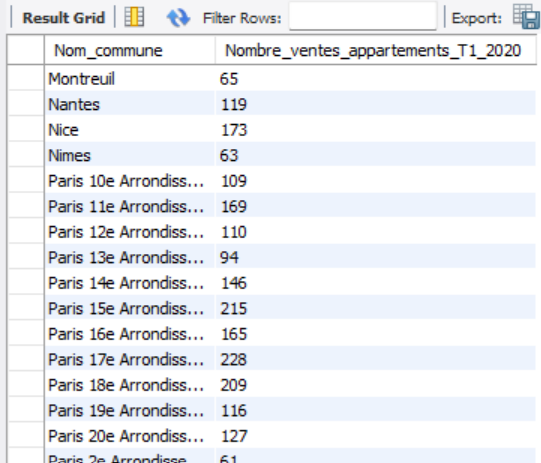 Result Grid Filter Rows: Export:
Nom_commune Nombre_ventes_appartements_T1_2020
Montreuil 65
Nantes 119
Nice 173
Nimes 63
Paris 10e Arrondiss... 109
Paris 11e Arrondiss... 169
Paris 12e Arrondiss... 110
Paris 13e Arrondiss... 94
Paris 14e Arrondiss... 146
Paris 15e Arrondiss... 215
Paris 16e Arrondiss... 165
Paris 17e Arrondiss... 228
Paris 18e Arrondiss... 209
Paris 19e Arrondiss... 116
Paris 20e Arrondiss... 127
Paris 2e Arrondisse... 61